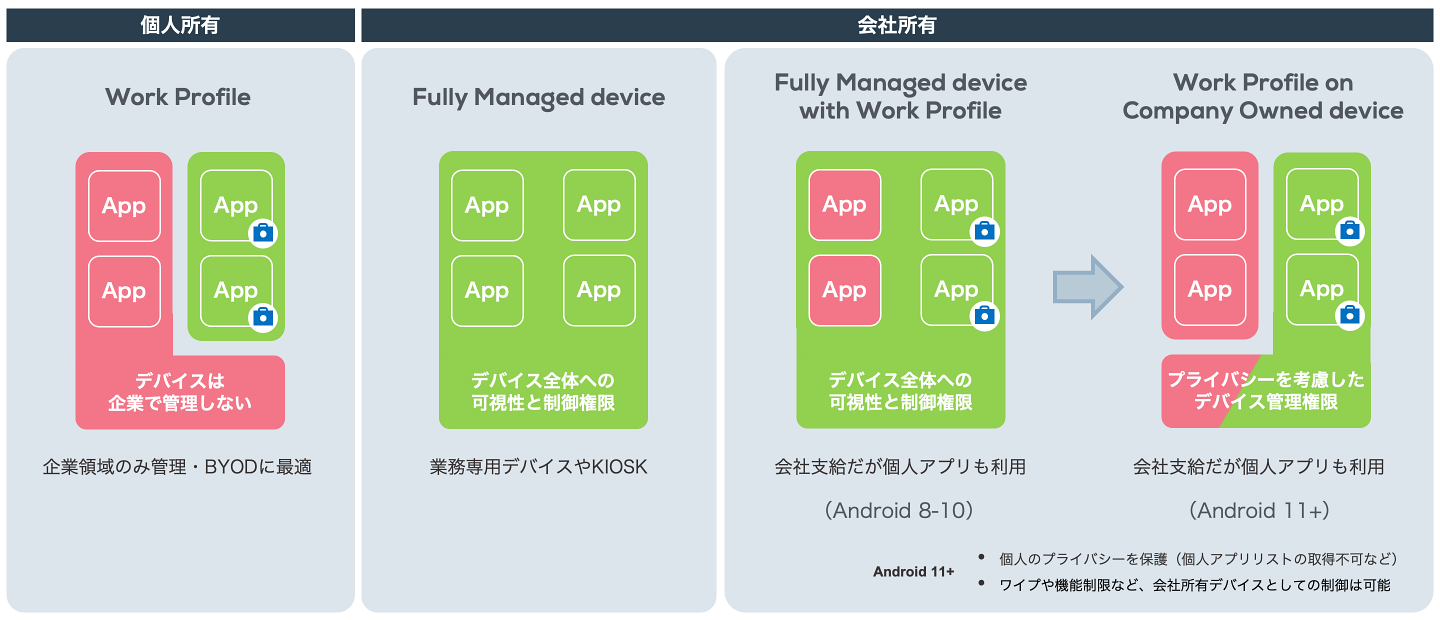 個人所有
会社所有
Work Profile
App
App
App
App
デバイスは
企業で管理しない
企業領域のみ管理・BYODに最適
Fully Managed device
App
App
App
App
デバイス全体への
可視性と制御権限
業務専用デバイスやKIOSK
Fully Managed device
with Work Profile
App
App
App
App
デバイス全体への
可視性と制御権限
会社支給だが個人アプリも利用
（Android 8-10）
Work Profile on
Company Owned device
App
App
App
App
プライバシーを考慮した
デバイス管理権限
会社支給だが個人アプリも利用
（Android 11+）
Android 11+
• 個人のプライバシーを保護（個人アプリリストの取得不可など）
• ワイプや機能制限など、会社所有デバイスとしての制御は可能